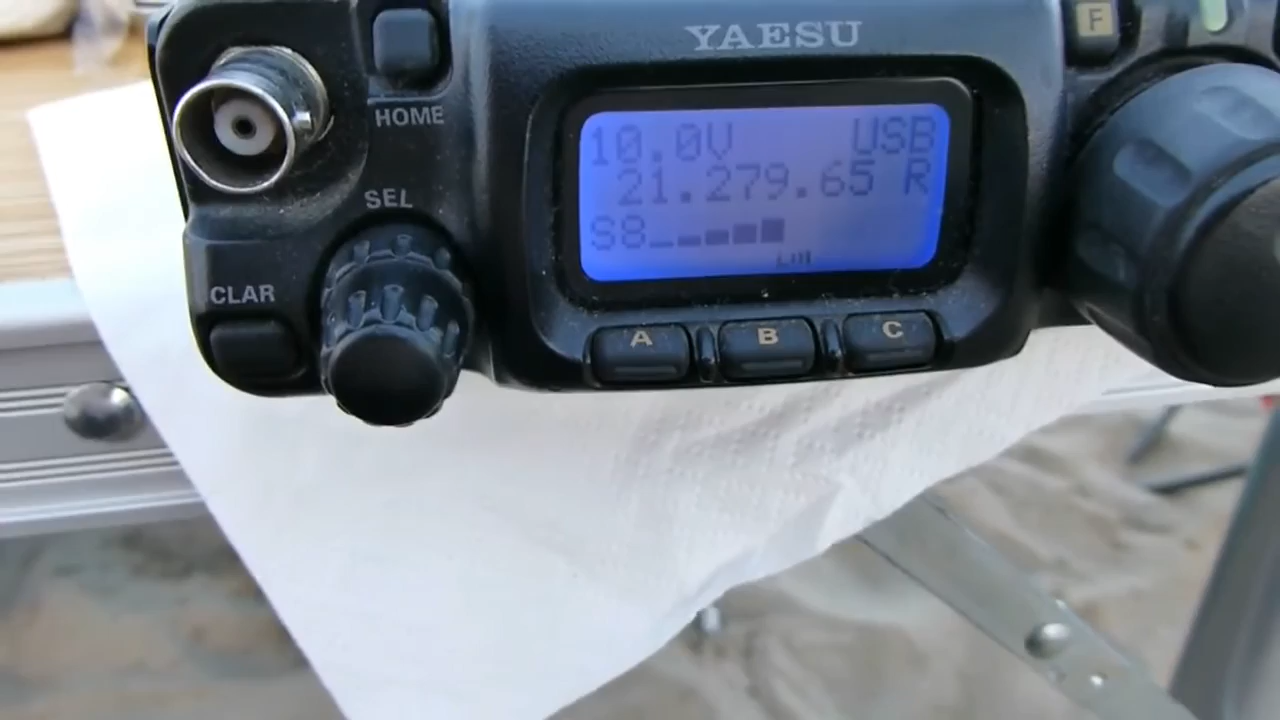 YAESU
F
HOME
10.0V USB
21.279.65 R
S8
SEL
CLAR
A B C